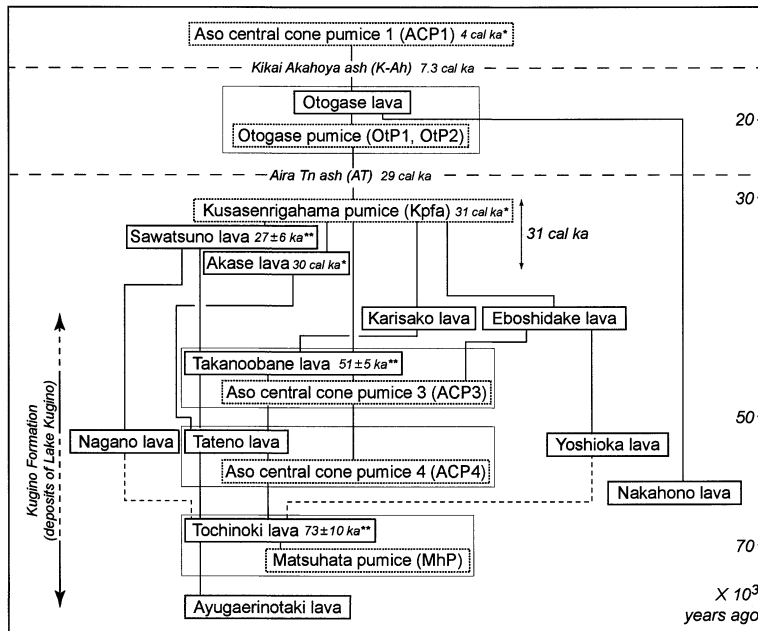 Aso central cone pumice 1 (ACP1) 4 cal ka*
Kikai Akahoya ash (K-Ah) 7.3 cal ka
Otogase lava
20
Otogase pumice (OtP1, OtP2)
Aira Tn ash (AT) 29 cal ka
30
Kusasenrigahama pumice (Kpfa) 31 cal ka*
Sawatsuno lava 27±6 ka**
31 cal ka
Akase lava 30 cal ka*
Karisako lava
Eboshidake lava
Takanoobane lava 51±5 ka**
Aso central cone pumice 3 (ACP3)
50
Nagano lava
Tateno lava
Yoshioka lava
Aso central cone pumice 4 (ACP4)
Nakahono lava
Kugino Formation
(deposits of Lake Kugino)
Tochinoki lava 73±10 ka**
70
Matsuhata pumice (MhP)
Ayugaerinotaki lava
X 10³
years ago